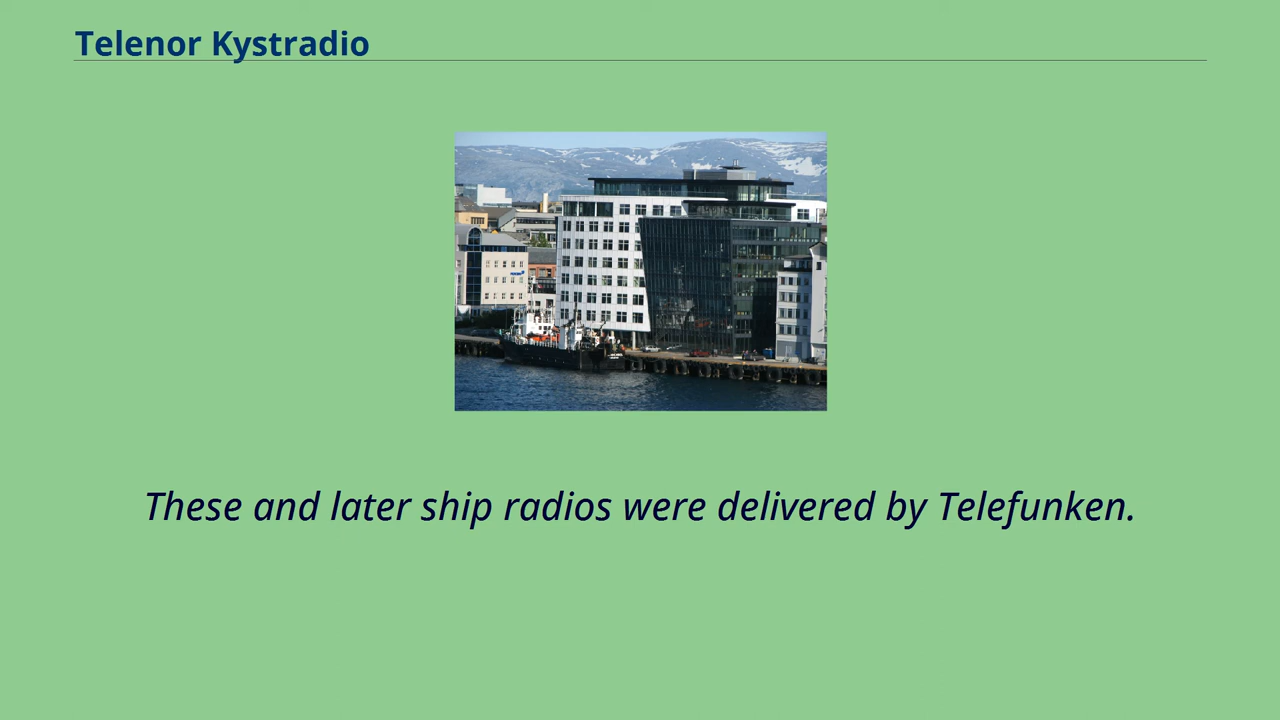 Telenor Kystradio
These and later ship radios were delivered by Telefunken.